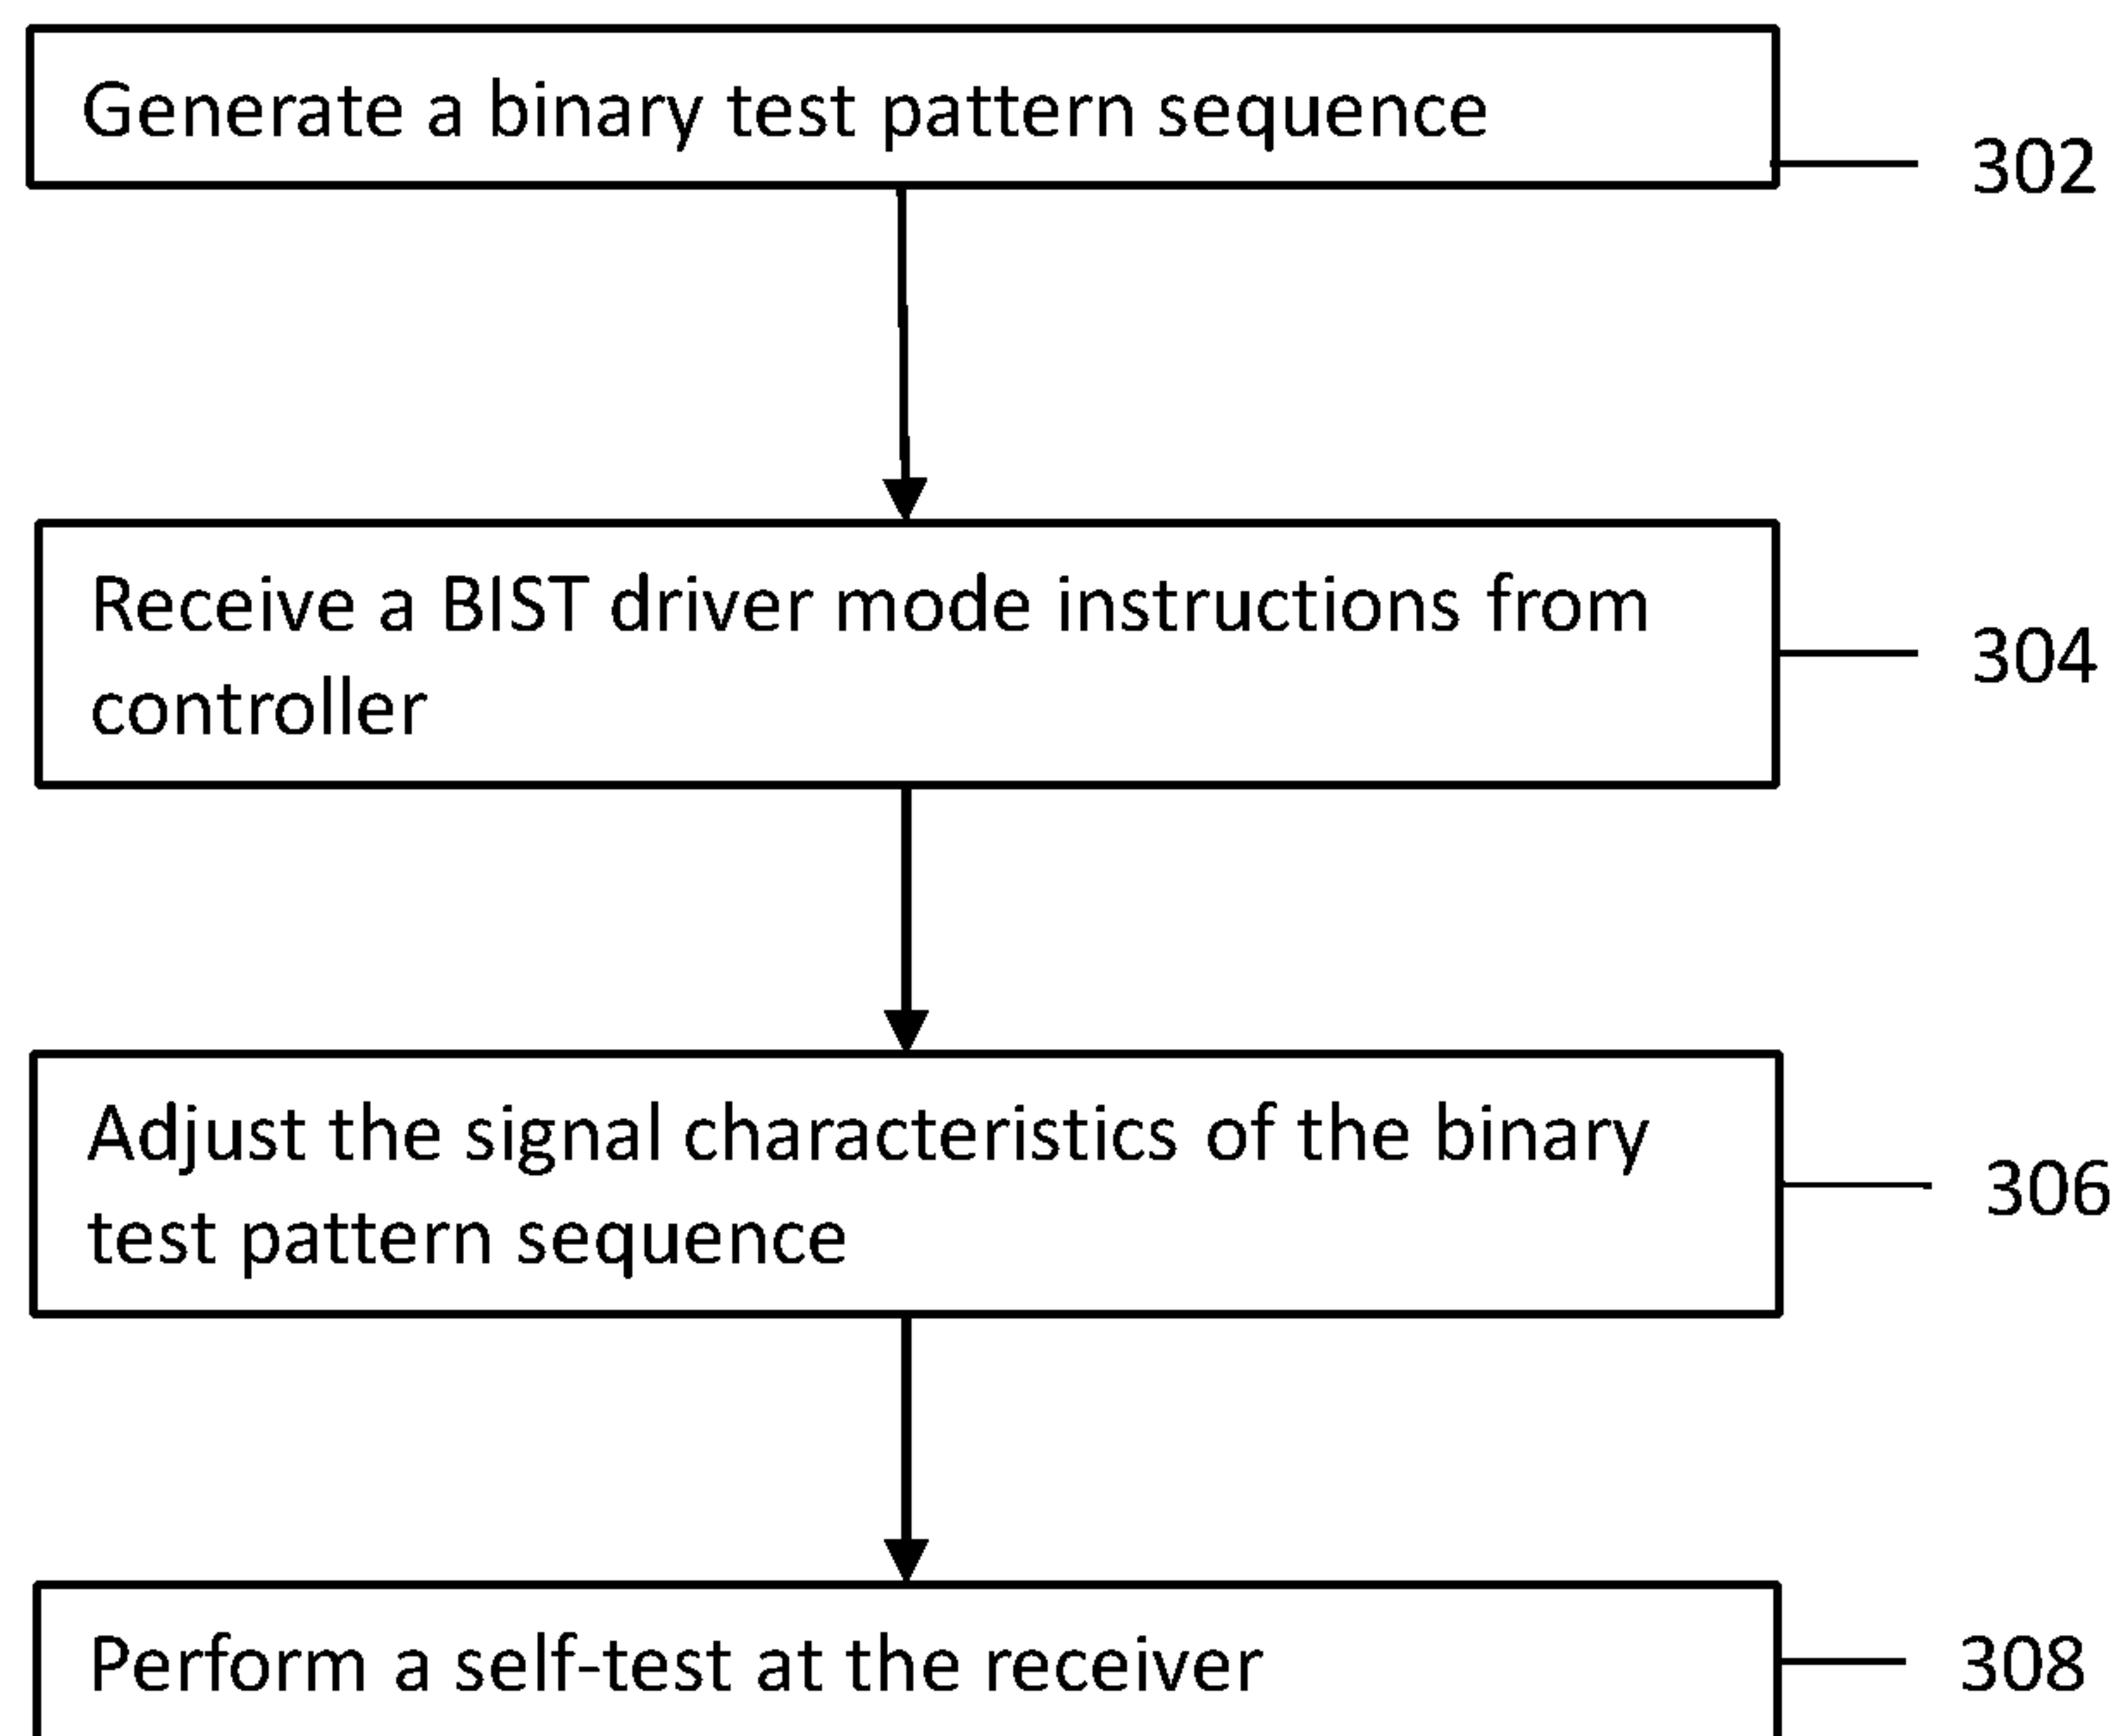 Generate a binary test pattern sequence
302
Receive a BIST driver mode instructions from
controller
304
Adjust the signal characteristics of the binary
test pattern sequence
306
Perform a self-test at the receiver
308